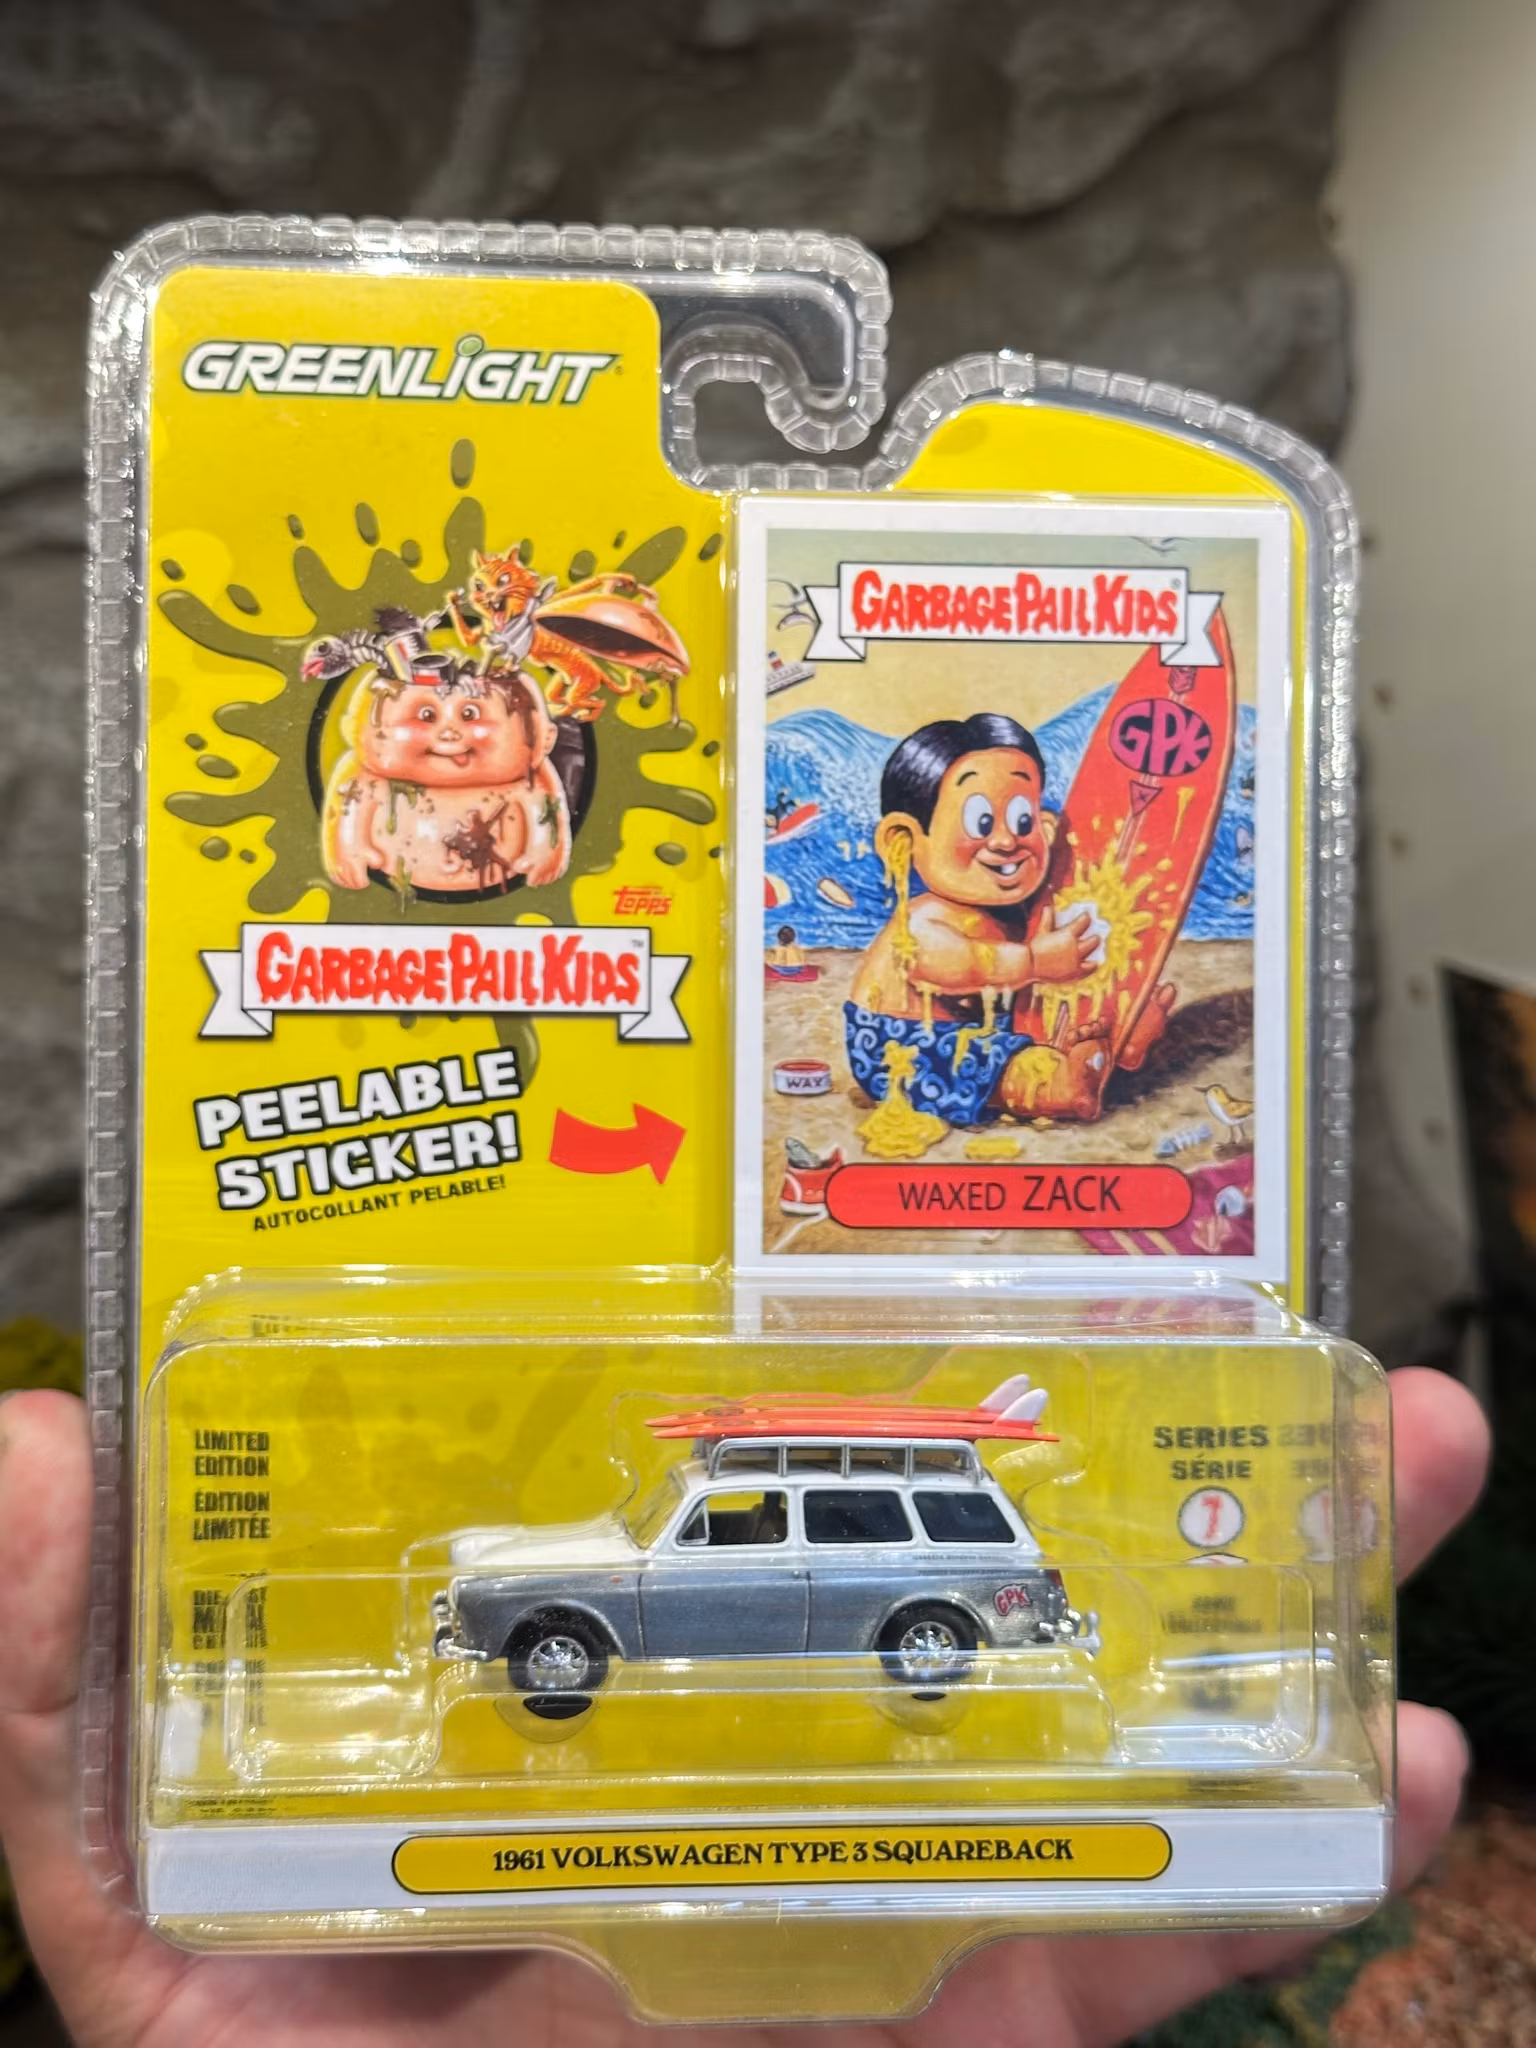 GREENLIGHT
GARBAGE PAIL KIDS®
GPK
TOPPS
GARBAGE PAIL KIDS™
PEELABLE
STICKER!
AUTOCOLLANT PELABLE!
WAX
WAXED ZACK
LIMITED
EDITION
ÉDITION
LIMITÉE
SERIES
SÉRIE
7
GPK
1961 VOLKSWAGEN TYPE 3 SQUAREBACK